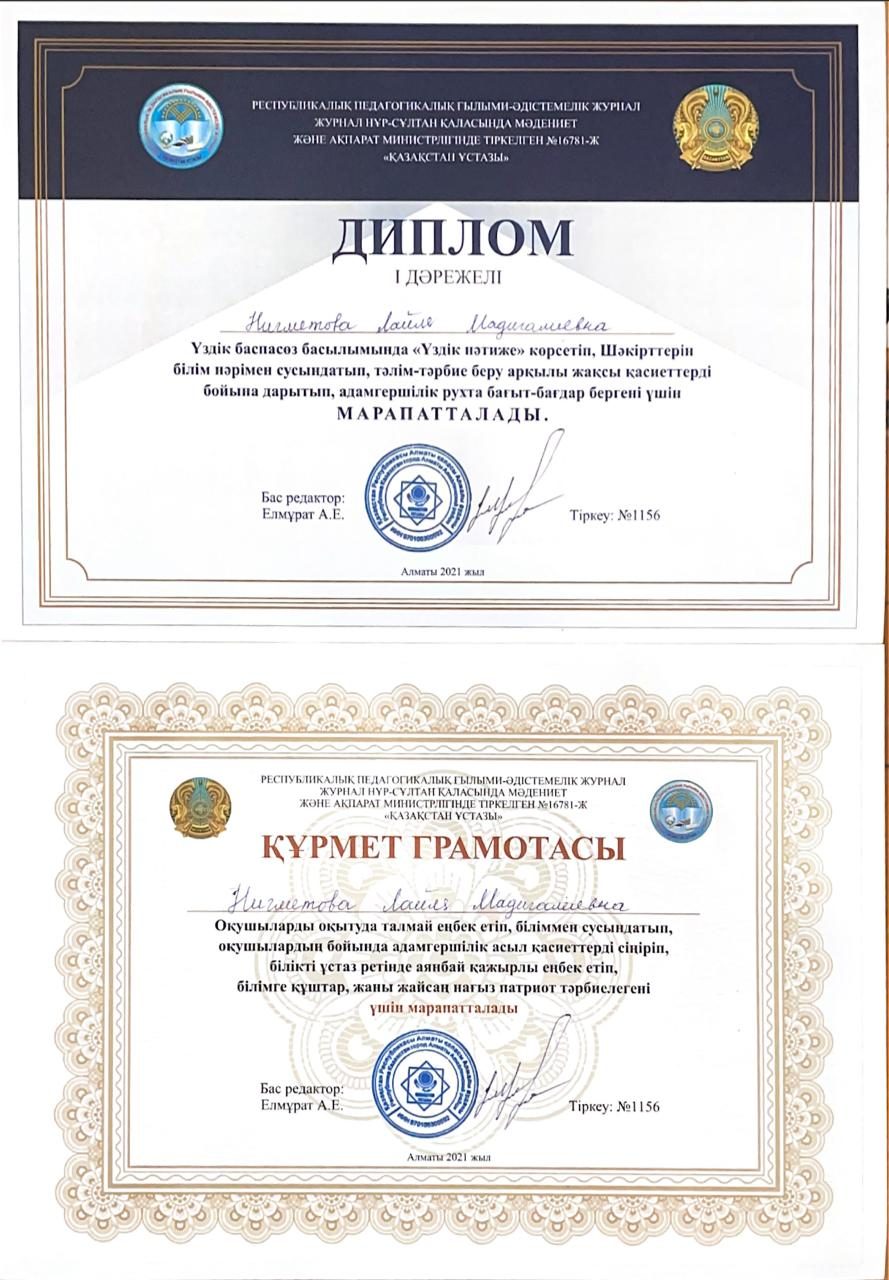 РЕСПУБЛИКАЛЫҚ ПЕДАГОГИКАЛЫҚ ҒЫЛЫМИ-ӘДІСТЕМЕЛІК ЖУРНАЛ
ЖУРНАЛ НҰР-СҰЛТАН ҚАЛАСЫНДА МӘДЕНИЕТ
ЖӘНЕ АҚПАРАТ МИНИСТРЛІГІНДЕ ТІРКЕЛГЕН №16781-Ж
«ҚАЗАҚСТАН ҰСТАЗЫ»
ДИПЛОМ
І ДӘРЕЖЕЛІ
Нигметова Лайля Мадигалиевна
Үздік баспасөз басылымында «Үздік нәтиже» көрсетіп, Шәкірттерін
білім нәрімен сусындатып, тәлім-тәрбие беру арқылы жақсы қасиеттерді
бойына дарытып, адамгершілік рухта бағыт-бағдар бергені үшін
МАРАПАТТАЛАДЫ.
Бас редактор:
Елмұрат А.Е.
Тіркеу: №1156
Алматы 2021 жыл
РЕСПУБЛИКАЛЫҚ ПЕДАГОГИКАЛЫҚ ҒЫЛЫМИ-ӘДІСТЕМЕЛІК ЖУРНАЛ
ЖУРНАЛ НҰР-СҰЛТАН ҚАЛАСЫНДА МӘДЕНИЕТ
ЖӘНЕ АҚПАРАТ МИНИСТРЛІГІНДЕ ТІРКЕЛГЕН №16781-Ж
«ҚАЗАҚСТАН ҰСТАЗЫ»
ҚҰРМЕТ ГРАМОТАСЫ
Нигметова Лайля Мадигалиевна
Оқушыларды оқытуда талмай еңбек етіп, біліммен сусындатып,
оқушылардың бойында адамгершілік асыл қасиеттерді сіңіріп,
білікті ұстаз ретінде аянбай қажырлы еңбек етіп,
білімге құштар, жаны жайсаң нағыз патриот тәрбиелегені
үшін марапатталады
Бас редактор:
Елмұрат А.Е.
Тіркеу: №1156
Алматы 2021 жыл